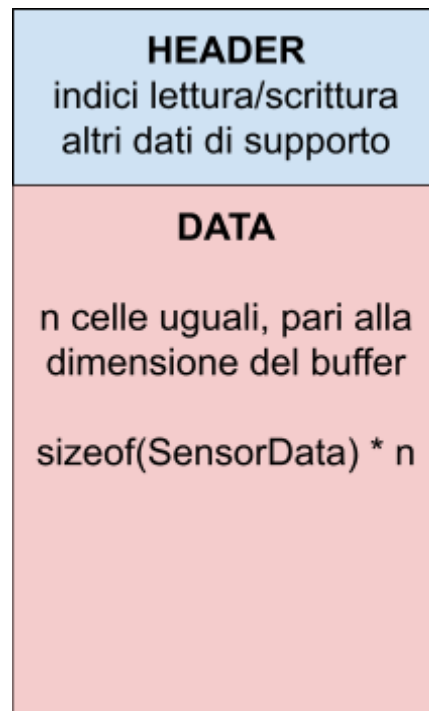 HEADER
indici lettura/scrittura
altri dati di supporto
DATA
n celle uguali, pari alla
dimensione del buffer
sizeof(SensorData) * n